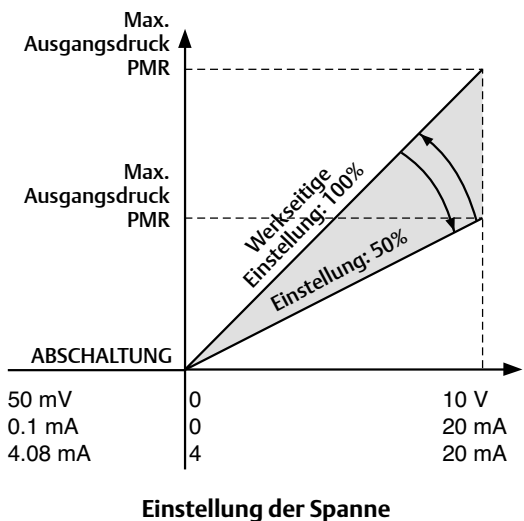 Max.
Ausgangsdruck
PMR
Max.
Ausgangsdruck
PMR
Werkseitige
Einstellung: 100%
Einstellung: 50%
ABSCHALTUNG
50 mV 0 10 V
0.1 mA 0 20 mA
4.08 mA 4 20 mA
Einstellung der Spanne